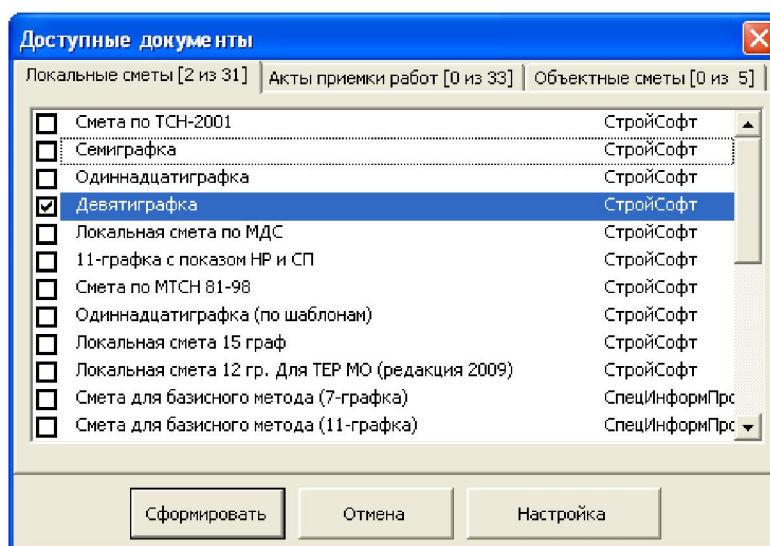 Доступные документы
Локальные сметы [2 из 31] Акты приемки работ [0 из 33] Объектные сметы [0 из 5]
Смета по ТСН-2001 СтройСофт
Семиграфка СтройСофт
Одиннадцатиграфка СтройСофт
Девятиграфка СтройСофт
Локальная смета по МДС СтройСофт
11-графка с показом НР и СП СтройСофт
Смета по МТСН 81-98 СтройСофт
Одиннадцатиграфка (по шаблонам) СтройСофт
Локальная смета 15 граф СтройСофт
Локальная смета 12 гр. Для ТЕР МО (редакция 2009) СтройСофт
Смета для базисного метода (7-графка) СпецИнформПро
Смета для базисного метода (11-графка) СпецИнформПрс
Сформировать Отмена Настройка